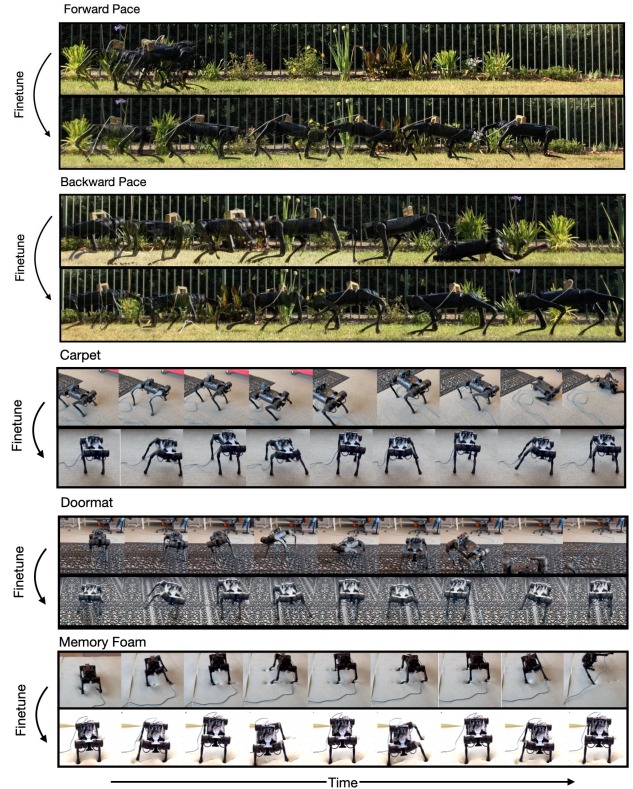 Forward Pace
Finetune
Backward Pace
Finetune
Carpet
Finetune
Doormat
Finetune
Memory Foam
Finetune
Time